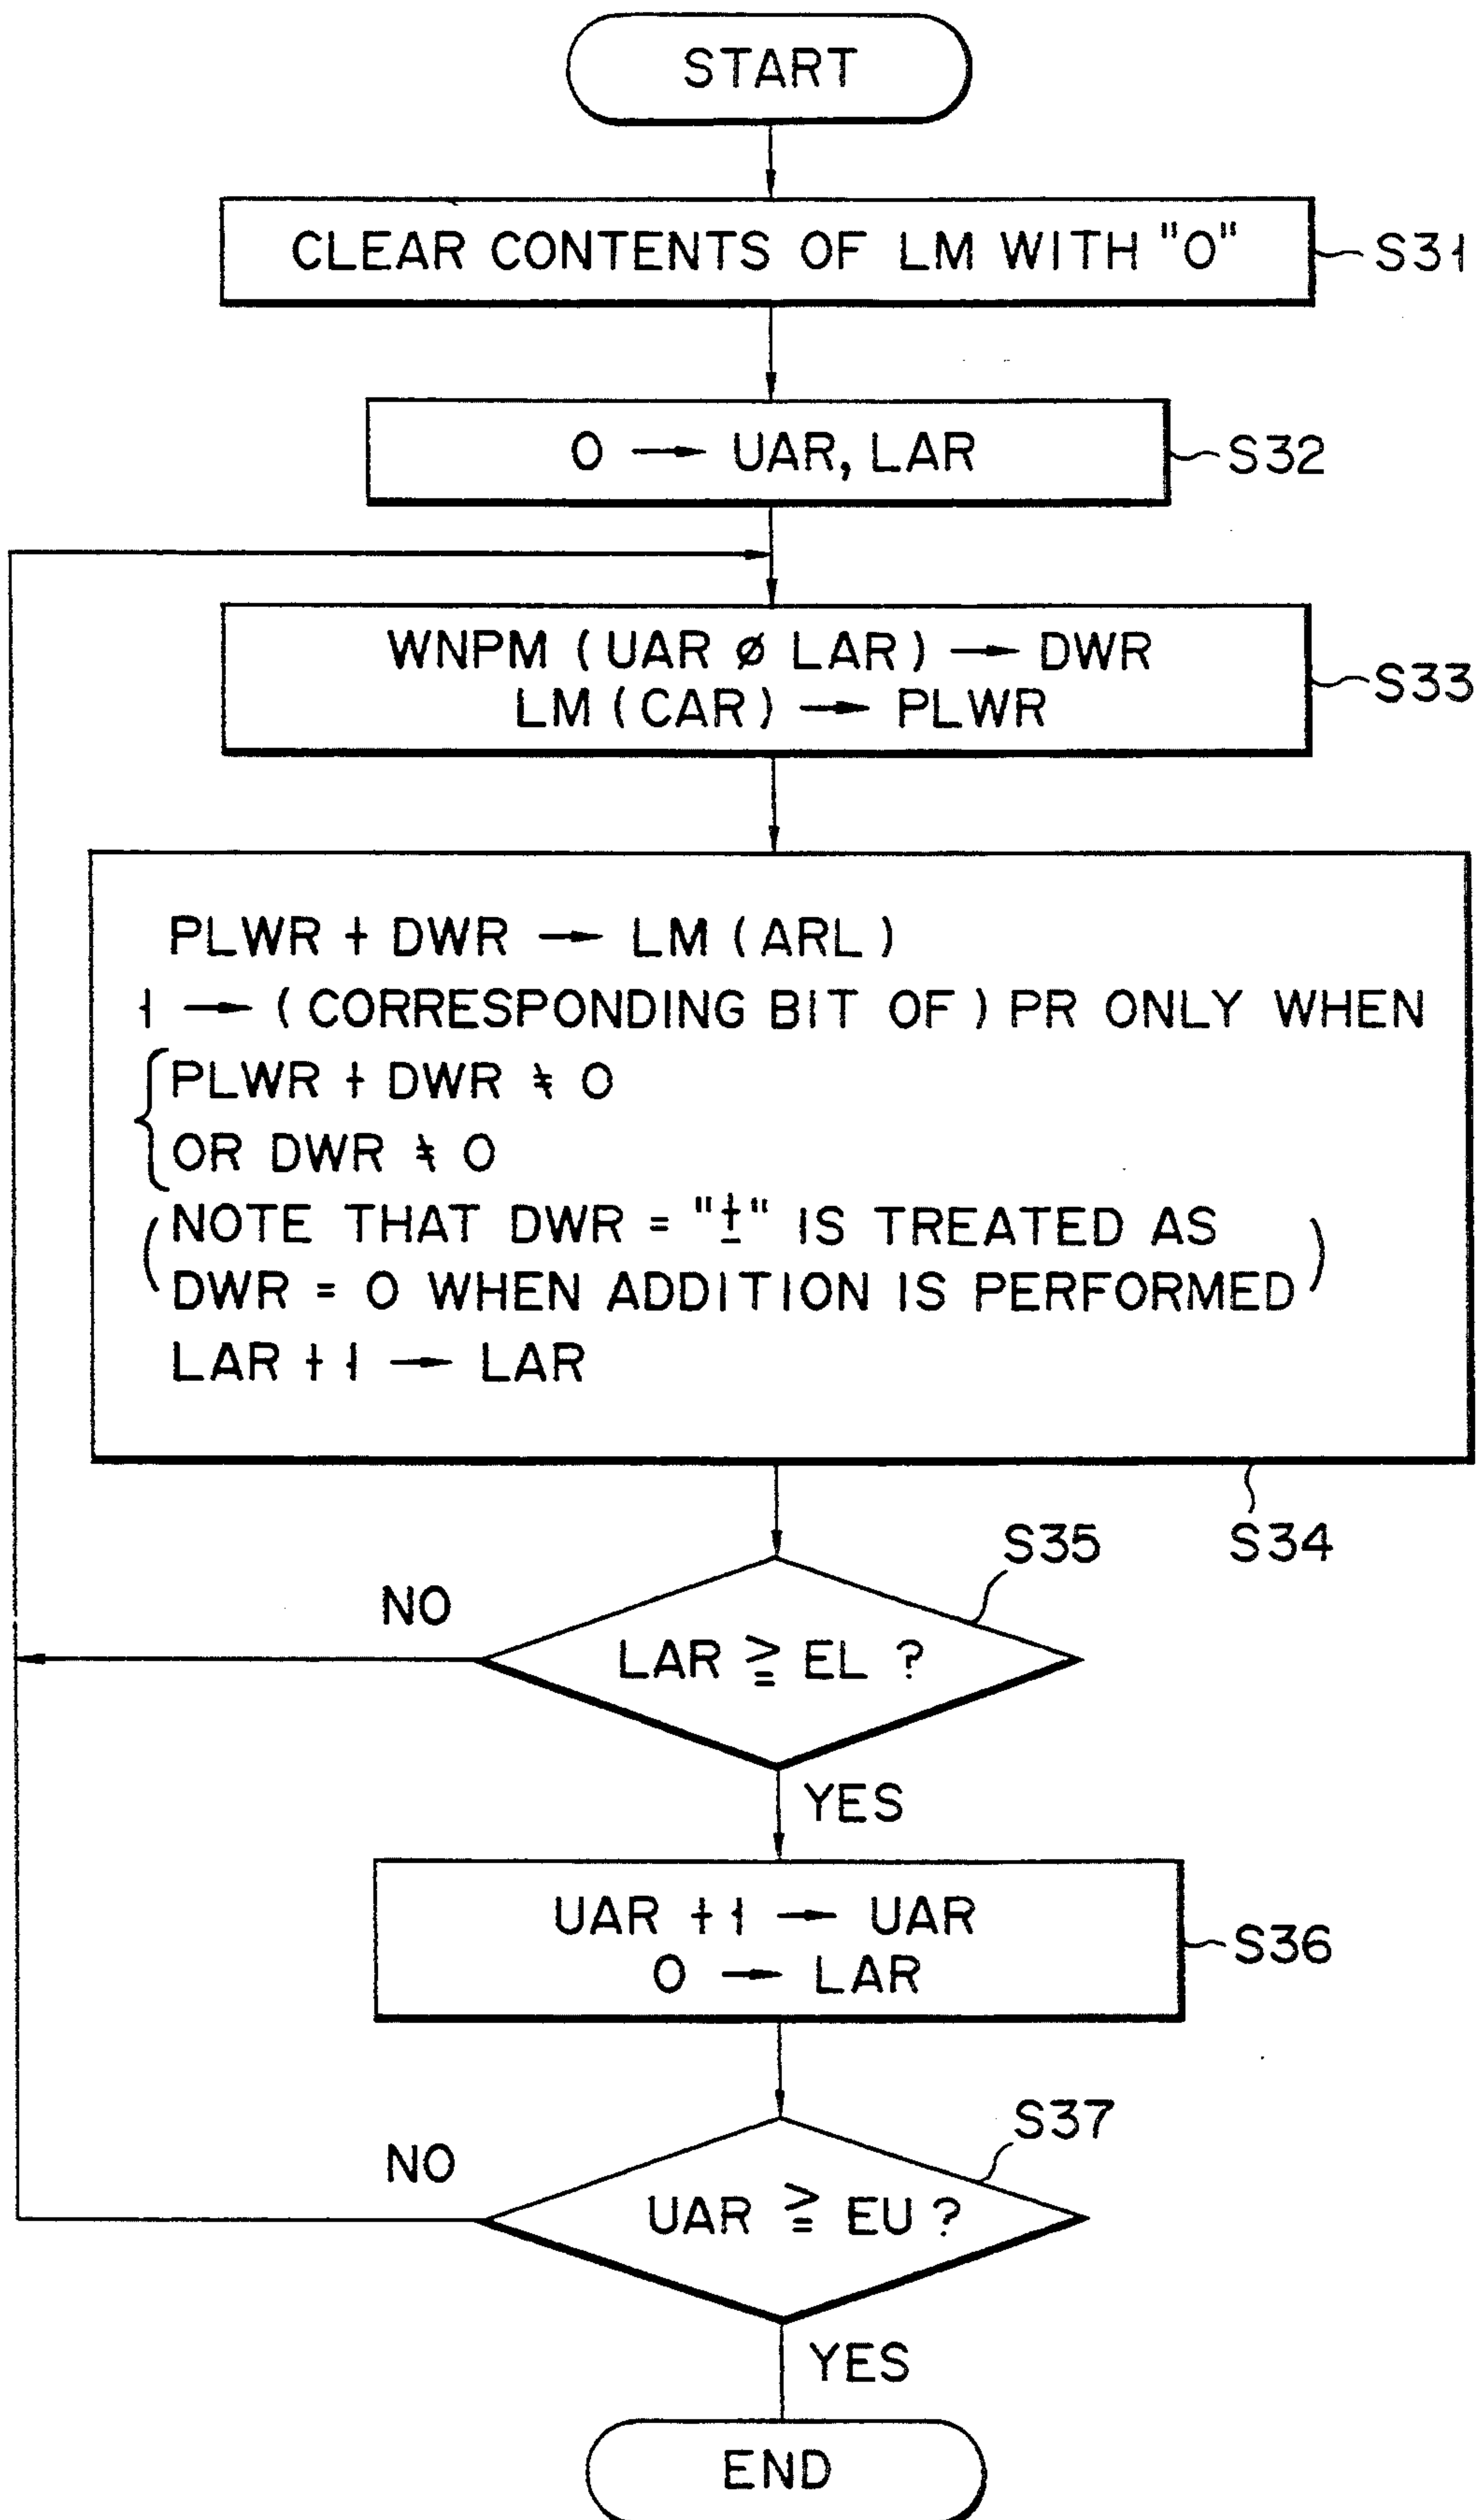 START
CLEAR CONTENTS OF LM WITH "0"
S31
0 → UAR, LAR
S32
WNPM (UAR ø LAR) → DWR
LM (CAR) → PLWR
S33
PLWR + DWR → LM (ARL)
1 → (CORRESPONDING BIT OF) PR ONLY WHEN
PLWR + DWR ≠ 0
OR DWR ≠ 0
(NOTE THAT DWR = "±" IS TREATED AS
DWR = 0 WHEN ADDITION IS PERFORMED)
LAR + 1 → LAR
S34
S35
NO
LAR ≧ EL ?
YES
UAR + 1 → UAR
0 → LAR
S36
S37
NO
UAR ≧ EU ?
YES
END